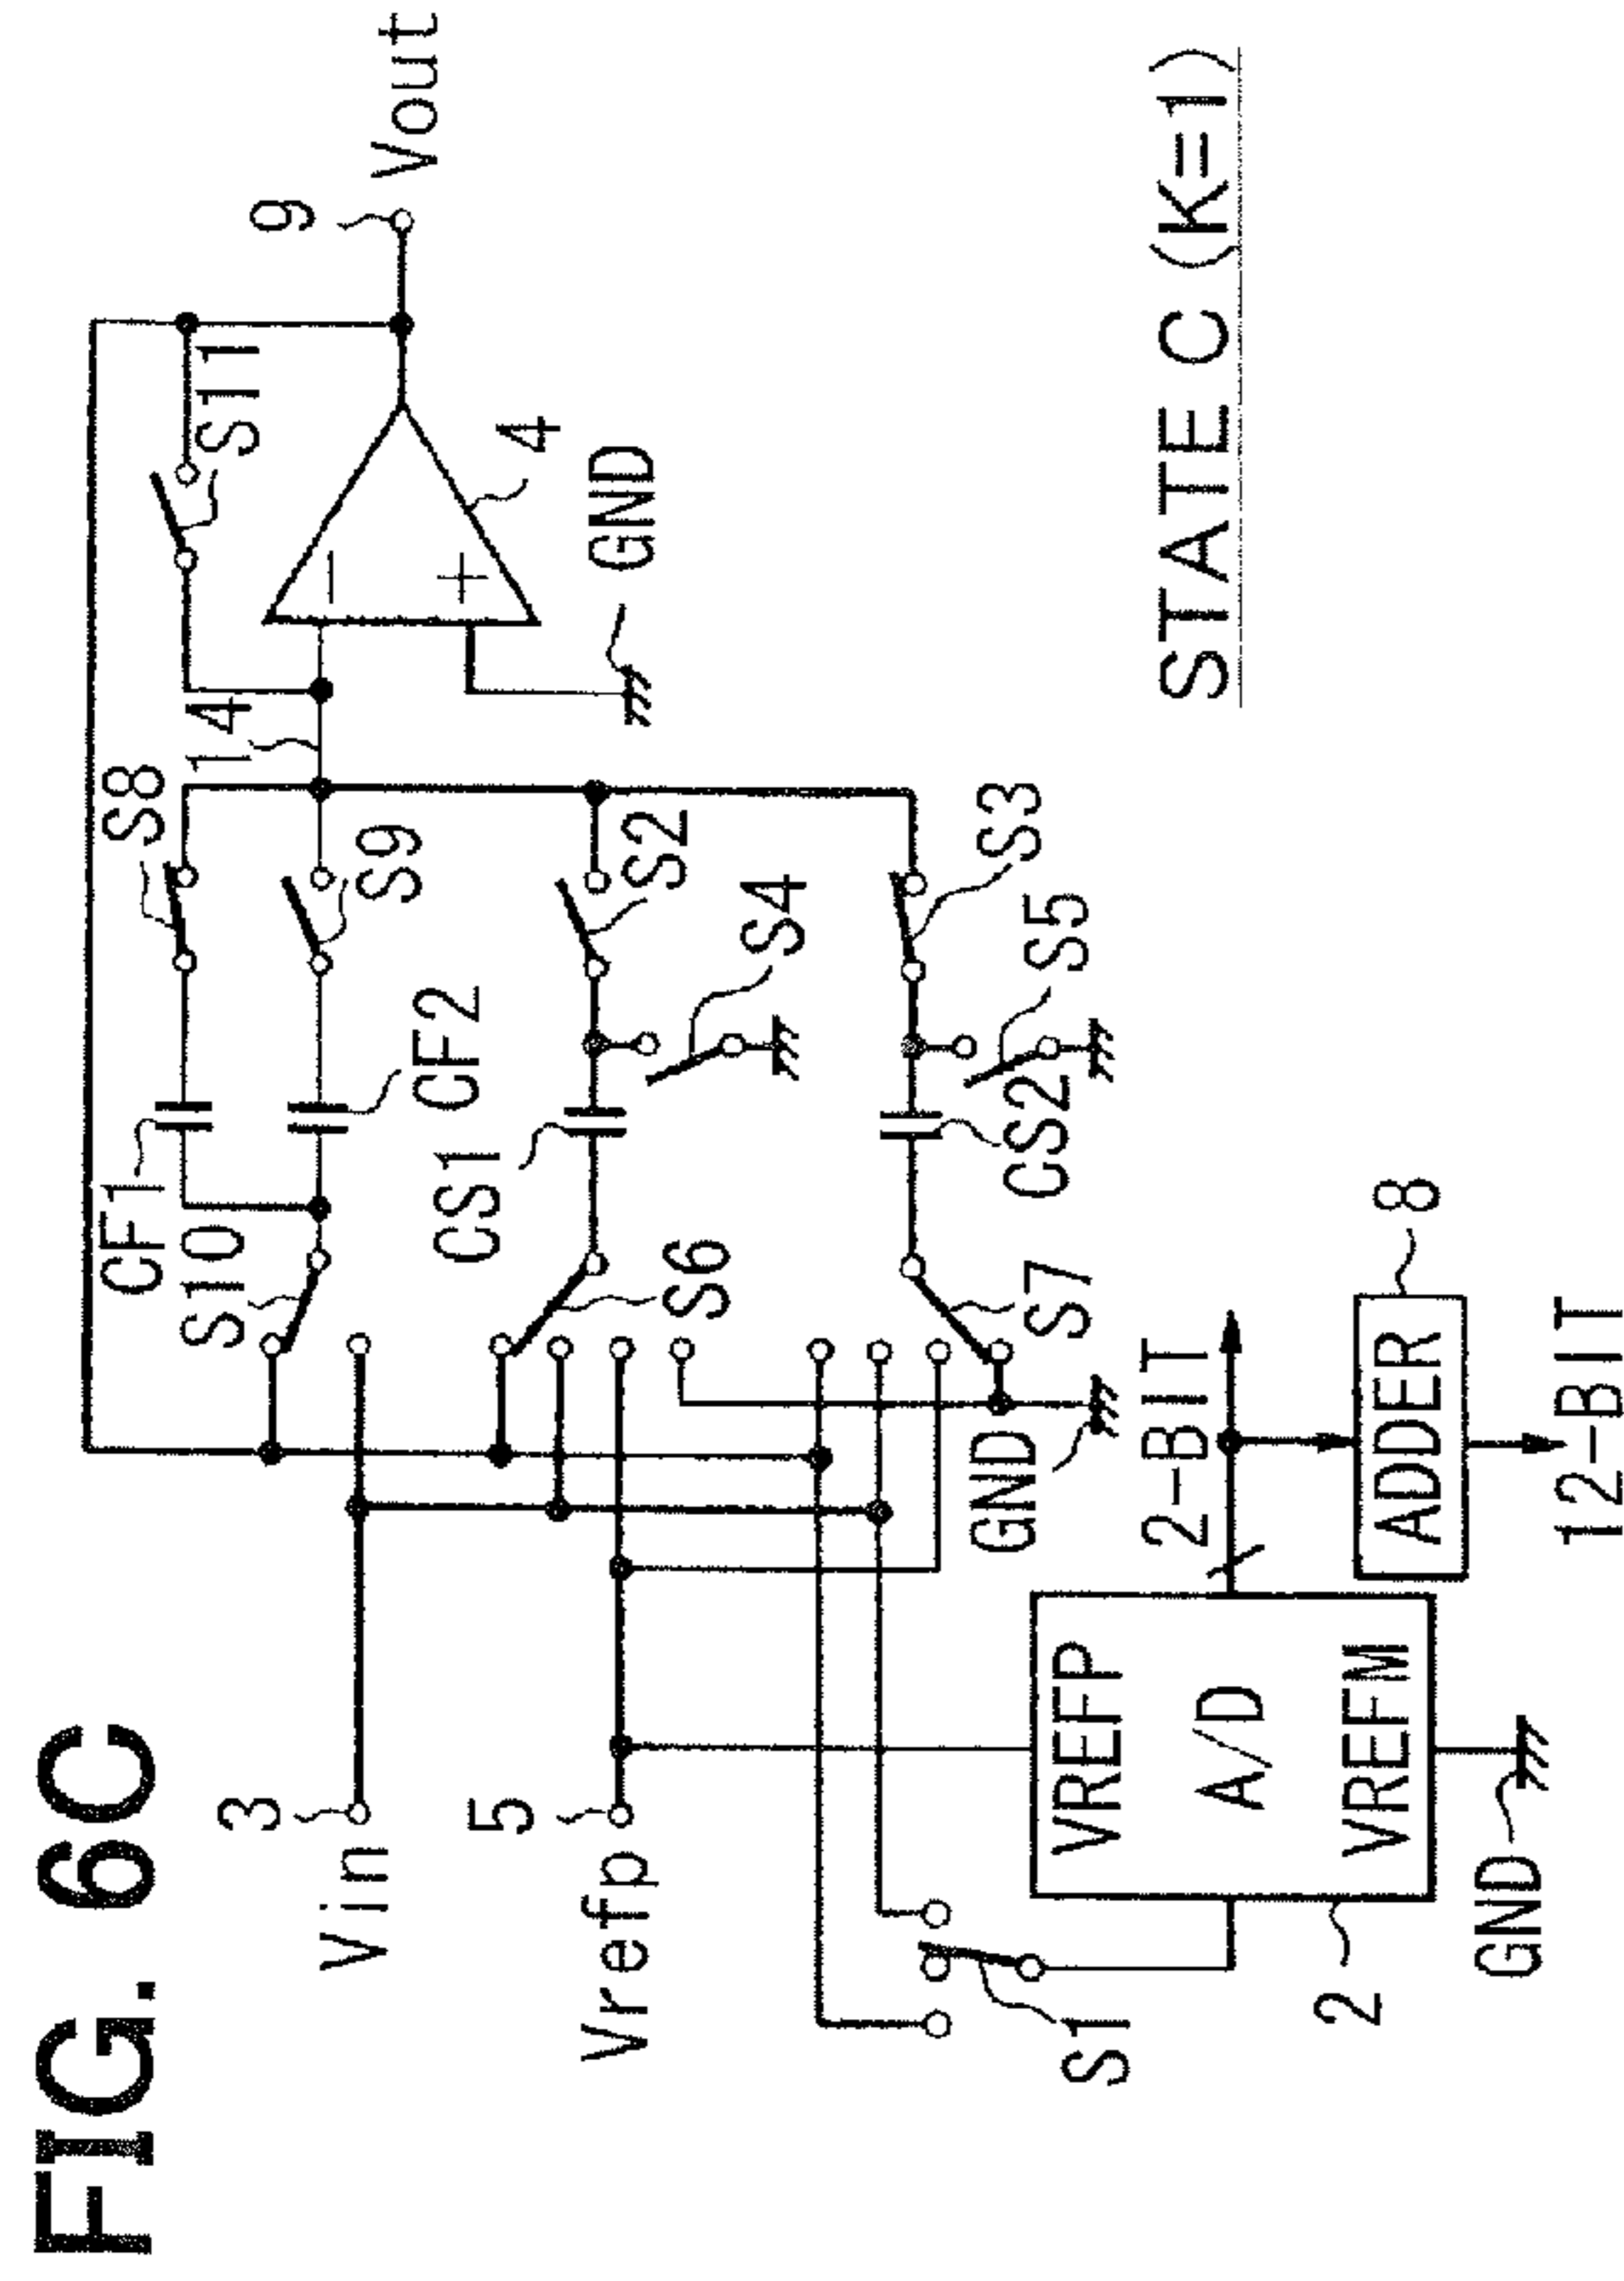 FIG. 6C
3
Vin
5
Vrefp
S1
2
GND
VREFP
A/D
VREFM
2-BIT
8
ADDER
12-BIT
GND
S10
CF1
CF2
CS1
S6
CS2
S7
S8
S9
S2
S4
S3
S5
14
S11
−
+
4
GND
9
Vout
STATE C (K=1)